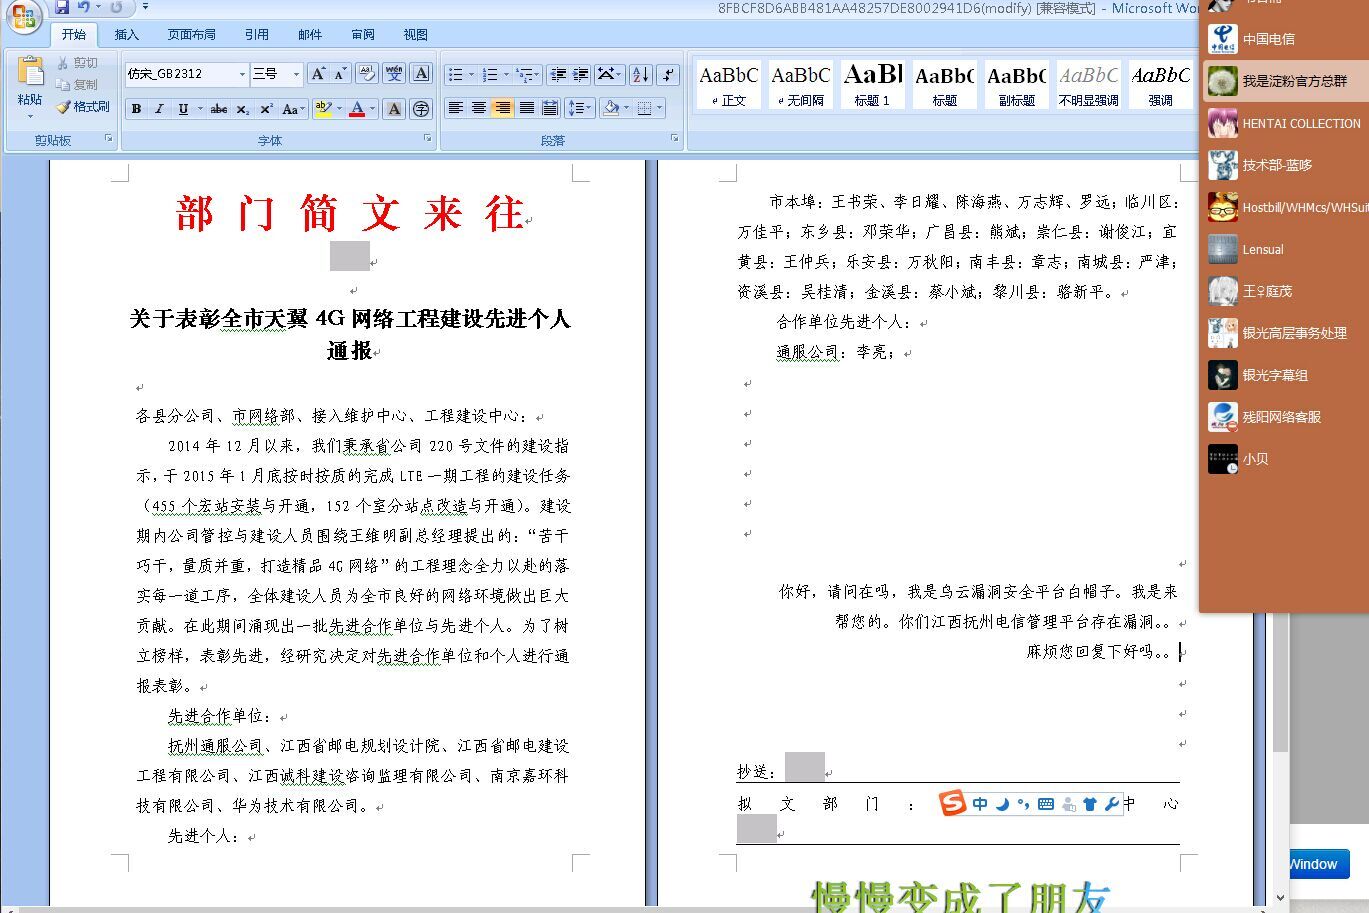 8FBCF8D6ABB481AA48257DE8002941D6(modify) [兼容模式] - Microsoft Wor
开始 插入 页面布局 引用 邮件 审阅 视图
粘贴
剪切
复制
格式刷
剪贴板
仿宋_GB2312 三号
字体
段落
AaBbC AaBbC AaBl AaBb( AaBb( AaBbC AaBbC
正文 无间隔 标题 1 标题 副标题 不明显强调 强调
部门简文来往
关于表彰全市天翼 4G 网络工程建设先进个人
通报
各县分公司、市网络部、接入维护中心、工程建设中心：
2014 年 12 月以来，我们秉承省公司 220 号文件的建设指
示，于 2015 年 1 月底按时按质的完成 LTE 一期工程的建设任务
（455 个宏站安装与开通，152 个室分站点改造与开通）。建设
期内公司管控与建设人员围绕王维明副总经理提出的：“苦干
巧干，量质并重，打造精品 4G 网络”的工程理念全力以赴的落
实每一道工序，全体建设人员为全市良好的网络环境做出巨大
贡献。在此期间涌现出一批先进合作单位与先进个人。为了树
立榜样，表彰先进，经研究决定对先进合作单位和个人进行通
报表彰。
先进合作单位：
抚州通服公司、江西省邮电规划设计院、江西省邮电建设
工程有限公司、江西诚科建设咨询监理有限公司、南京嘉环科
技有限公司、华为技术有限公司。
先进个人：
市本埠：王书荣、李日耀、陈海燕、万志辉、罗远；临川区：
万佳平；东乡县：邓荣华；广昌县：熊斌；崇仁县：谢俊江；宜
黄县：王仲兵；乐安县：万秋阳；南丰县：章志；南城县：严津；
资溪县：吴桂清；金溪县：蔡小斌；黎川县：骆新平。
合作单位先进个人：
通服公司：李亮；
你好，请问在吗，我是乌云漏洞安全平台白帽子。我是来
帮您的。你们江西抚州电信管理平台存在漏洞。。
麻烦您回复下好吗。。
抄送：
拟文部门： 中心
中
慢慢变成了朋友
中国电信
我是淀粉官方总群
HENTAI COLLECTION
技术部-蓝哆
Hostbill/WHMcs/WHSuit
Lensual
王♀庭茂
银光高层事务处理
银光字幕组
残阳网络客服
小贝
Window